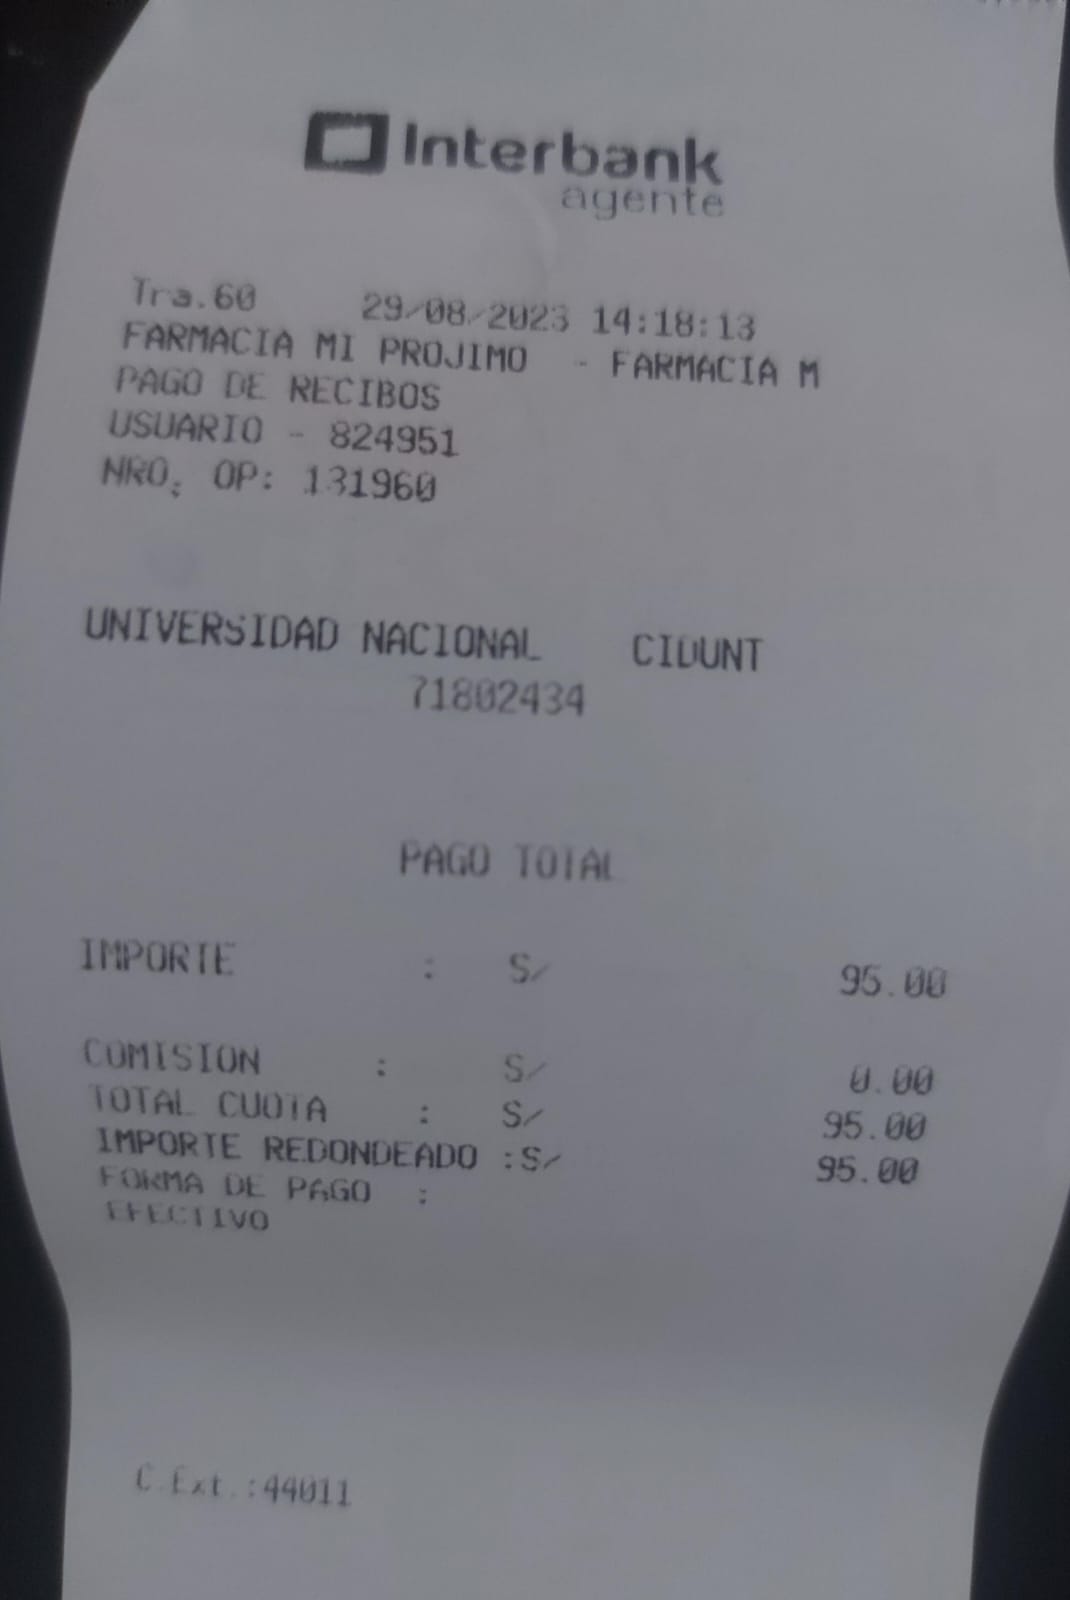 Interbank
agente
Tra.60 29/08/2023 14:18:13
FARMACIA MI PROJIMO - FARMACIA M
PAGO DE RECIBOS
USUARIO - 824951
NRO. OP: 131960
UNIVERSIDAD NACIONAL CIDUNT
71802434
PAGO TOTAL
IMPORTE : S/ 95.00
COMISION : S/ 0.00
TOTAL CUOTA : S/ 95.00
IMPORTE REDONDEADO :S/ 95.00
FORMA DE PAGO :
EFECTIVO
C.Ext.:44011